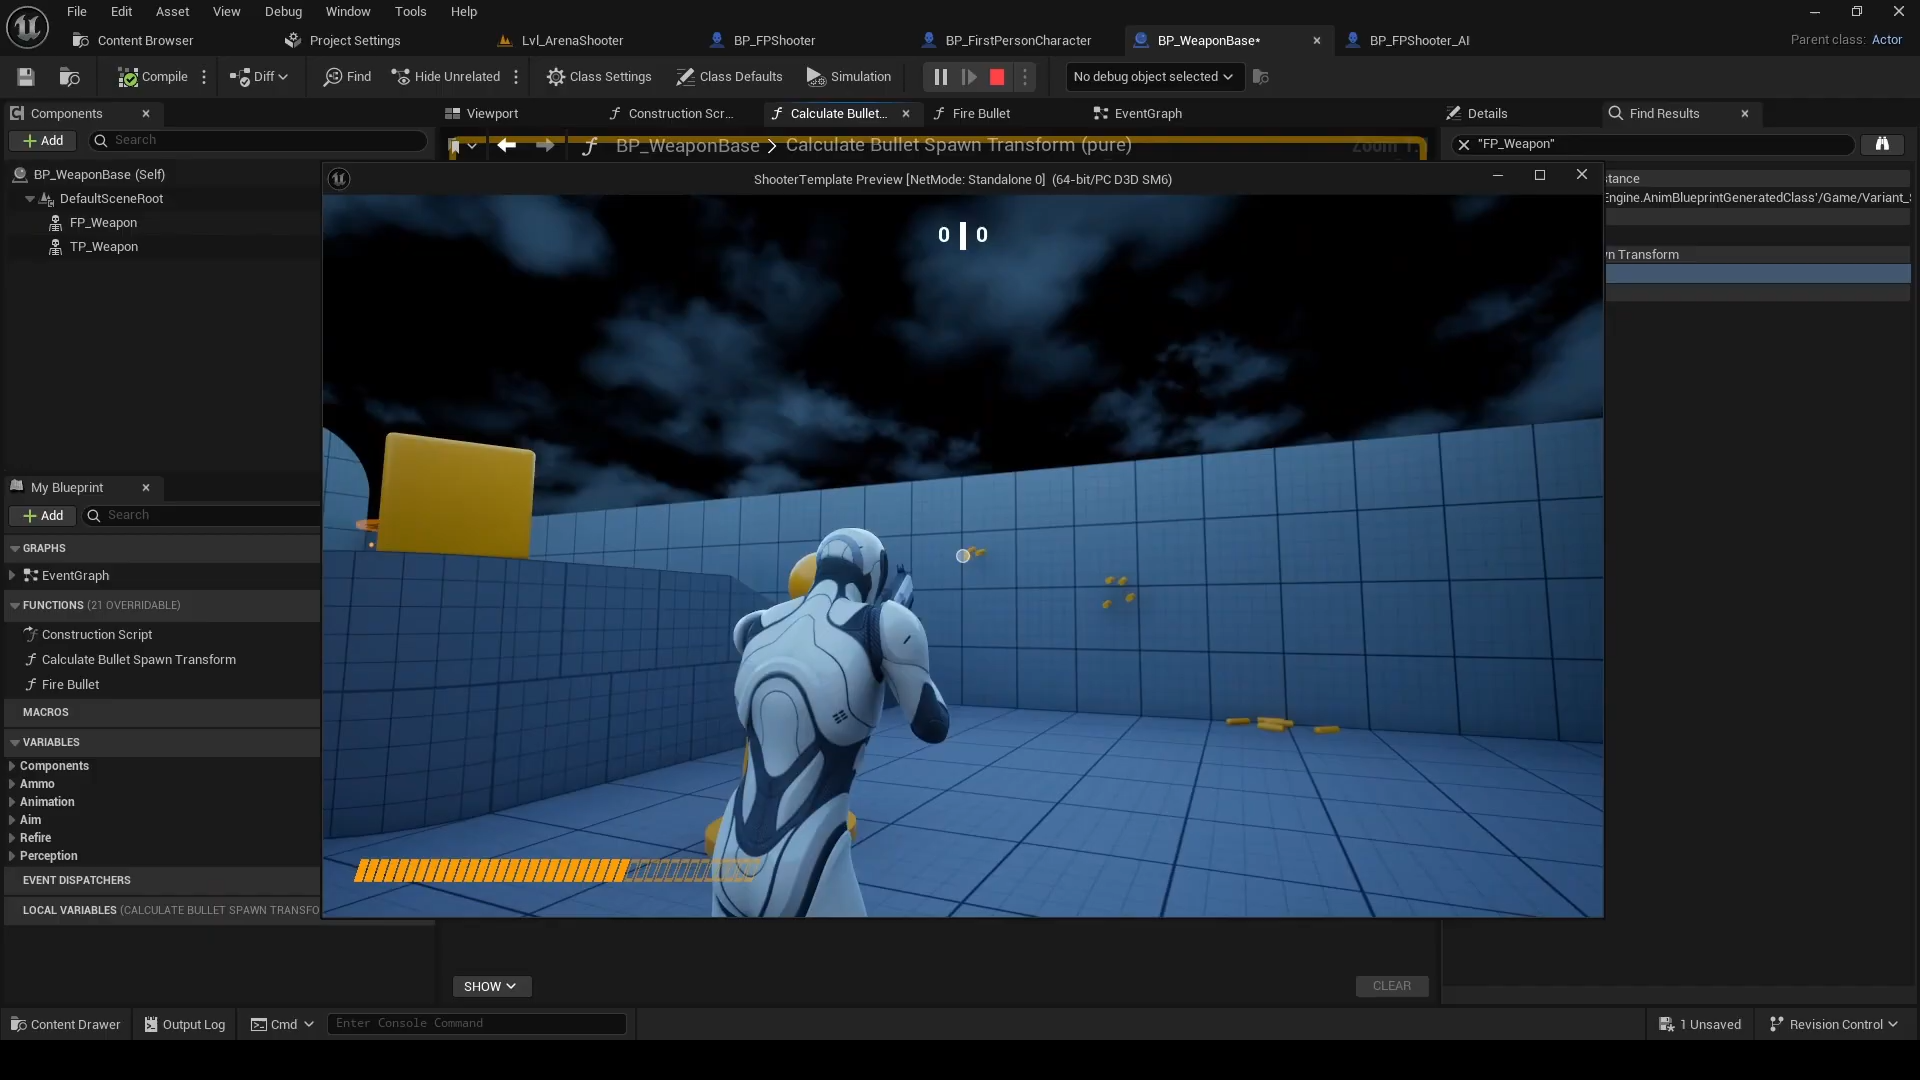 File Edit Asset View Debug Window Tools Help
Content Browser Project Settings Lvl_ArenaShooter BP_FPShooter BP_FirstPersonCharacter BP_WeaponBase* BP_FPShooter_AI Parent class: Actor
Compile Diff Find Hide Unrelated Class Settings Class Defaults Simulation No debug object selected
Components Viewport Construction Scr... Calculate Bullet... Fire Bullet EventGraph Details Find Results
Add Search BP_WeaponBase > Calculate Bullet Spawn Transform (pure) "FP_Weapon"
BP_WeaponBase (Self)
DefaultSceneRoot
FP_Weapon
TP_Weapon
ShooterTemplate Preview [NetMode: Standalone 0] (64-bit/PC D3D SM6)
0 0
stance
Engine.AnimBlueprintGeneratedClass'/Game/Variant_
n Transform
My Blueprint
Add Search
GRAPHS
EventGraph
FUNCTIONS (21 OVERRIDABLE)
Construction Script
Calculate Bullet Spawn Transform
Fire Bullet
MACROS
VARIABLES
Components
Ammo
Animation
Aim
Refire
Perception
EVENT DISPATCHERS
LOCAL VARIABLES (CALCULATE BULLET SPAWN TRANSFO
SHOW CLEAR
Content Drawer Output Log Cmd Enter Console Command 1 Unsaved Revision Control